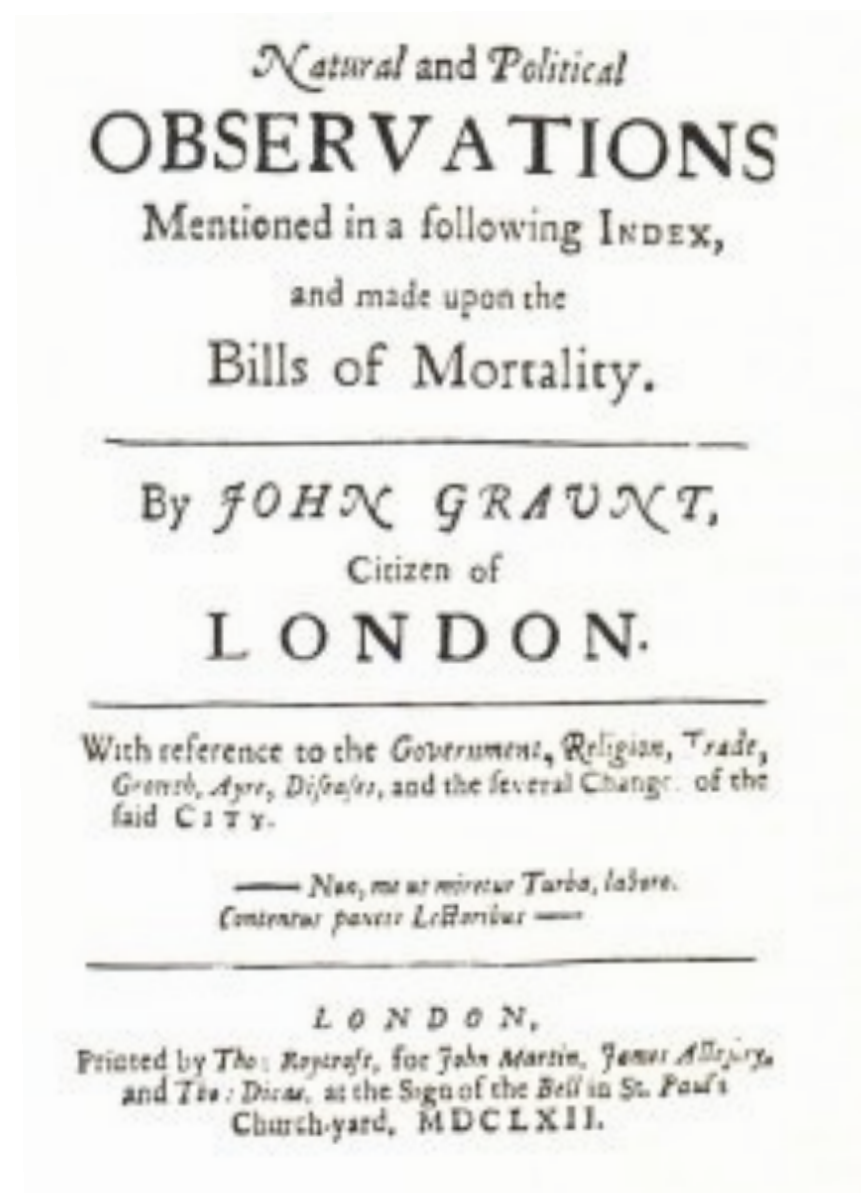 Natural and Political
OBSERVATIONS
Mentioned in a following INDEX,
and made upon the
Bills of Mortality.
By JOHN GRAUNT,
Citizen of
LONDON.
With reference to the Government, Religion, Trade,
Growth, Ayre, Diſeaſes, and the ſeveral Change of the
ſaid CITY.
—— Non, me ut miretur Turba, laboro.
Contentus paucis Lectoribus ——
LONDON,
Printed by Tho: Roycroft, for John Martin, James Alleſtry,
and Tho: Dicas, at the Sign of the Bell in St. Paul's
Church-yard, MDCLXII.